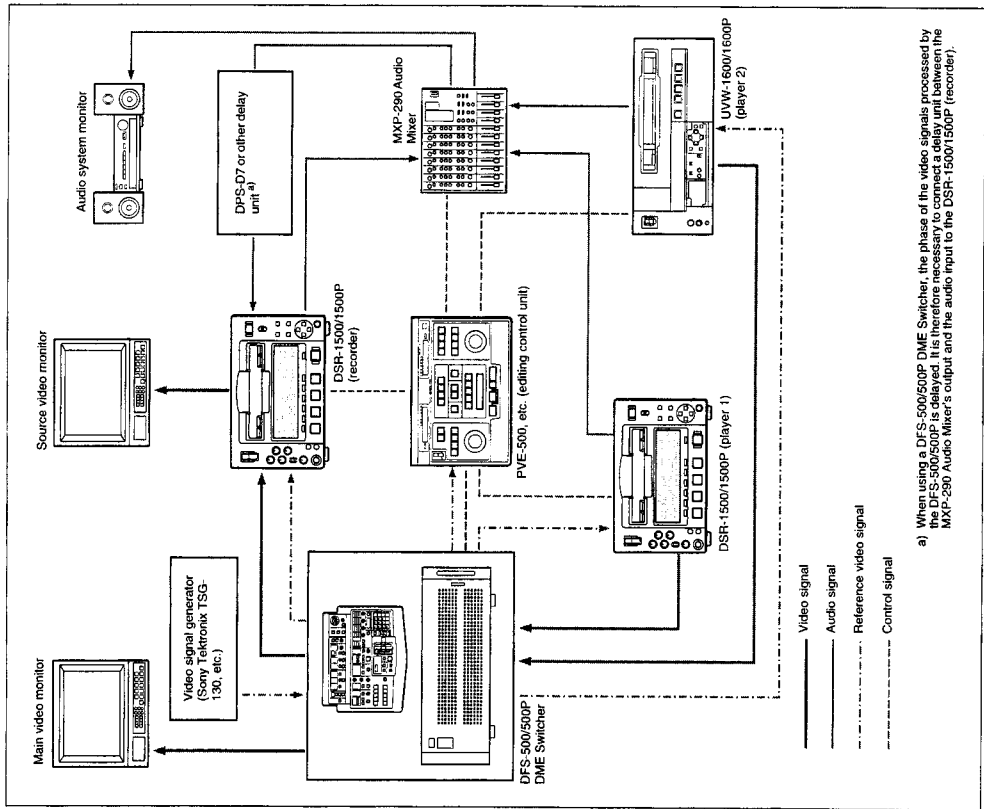 Main video monitor
Source video monitor
Audio system monitor
Video signal generator
(Sony Tektronix TSG-
130, etc.)
DPS-D7 or other delay
unit a)
DSR-1500/1500P
(recorder)
MXP-290 Audio
Mixer
DFS-500/500P
DME Switcher
PVE-500, etc. (editing control unit)
DSR-1500/1500P (player 1)
UVW-1600/1600P
(player 2)
Video signal
Audio signal
Reference video signal
Control signal
a) When using a DFS-500/500P DME Switcher, the phase of the video signals processed by
the DFS-500/500P is delayed. It is therefore necessary to connect a delay unit between the
MXP-290 Audio Mixer's output and the audio input to the DSR-1500/1500P (recorder).